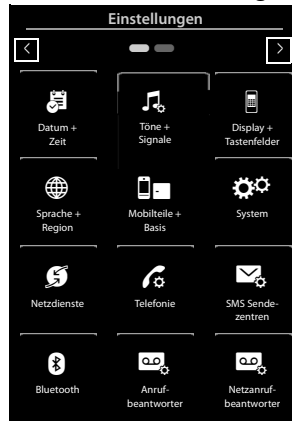 Einstellungen
Datum +
Zeit
Töne +
Signale
Display +
Tastenfelder
Sprache +
Region
Mobilteile +
Basis
System
Netzdienste
Telefonie
SMS Sende-
zentren
Bluetooth
Anruf-
beantworter
Netzanruf-
beantworter